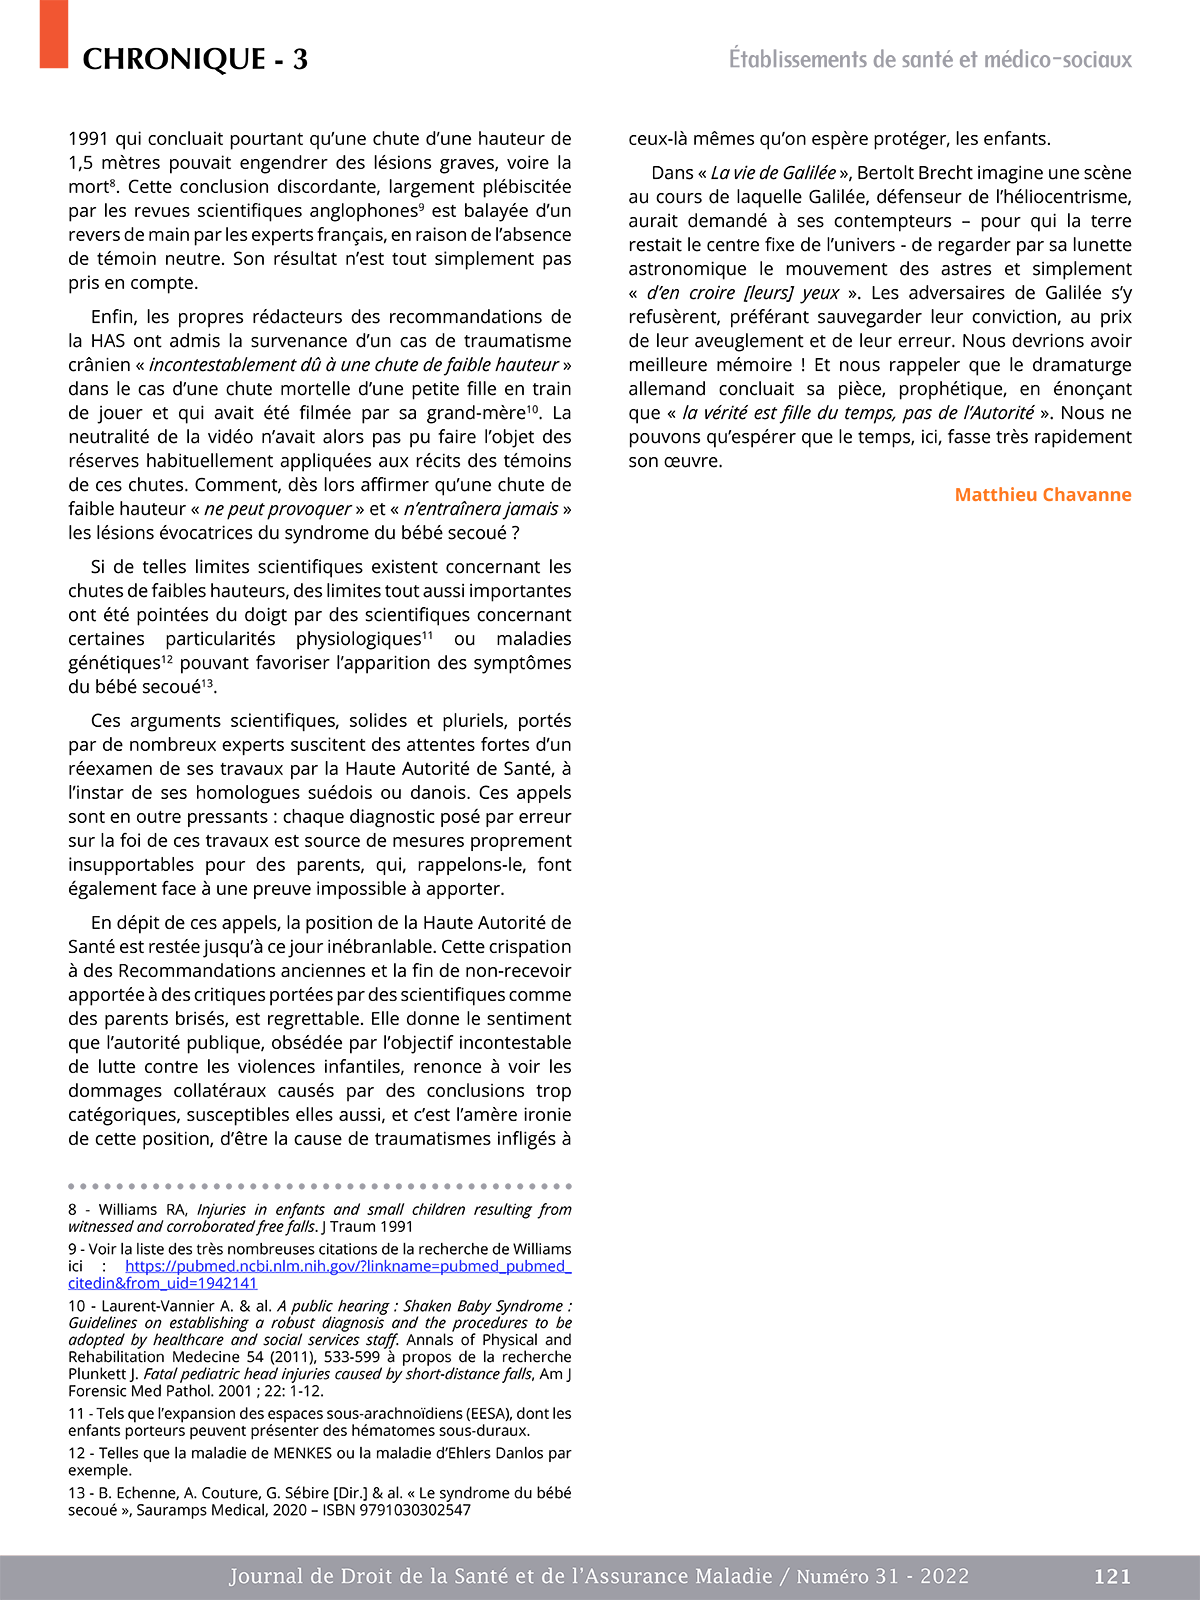 CHRONIQUE - 3
Établissements de santé et médico-sociaux
1991 qui concluait pourtant qu’une chute d’une hauteur de
1,5 mètres pouvait engendrer des lésions graves, voire la
mort⁸. Cette conclusion discordante, largement plébiscitée
par les revues scientifiques anglophones⁹ est balayée d’un
revers de main par les experts français, en raison de l’absence
de témoin neutre. Son résultat n’est tout simplement pas
pris en compte.
Enfin, les propres rédacteurs des recommandations de
la HAS ont admis la survenance d’un cas de traumatisme
crânien « incontestablement dû à une chute de faible hauteur »
dans le cas d’une chute mortelle d’une petite fille en train
de jouer et qui avait été filmée par sa grand-mère¹⁰. La
neutralité de la vidéo n’avait alors pas pu faire l’objet des
réserves habituellement appliquées aux récits des témoins
de ces chutes. Comment, dès lors affirmer qu’une chute de
faible hauteur « ne peut provoquer » et « n’entraînera jamais »
les lésions évocatrices du syndrome du bébé secoué ?
Si de telles limites scientifiques existent concernant les
chutes de faibles hauteurs, des limites tout aussi importantes
ont été pointées du doigt par des scientifiques concernant
certaines particularités physiologiques¹¹ ou maladies
génétiques¹² pouvant favoriser l’apparition des symptômes
du bébé secoué¹³.
Ces arguments scientifiques, solides et pluriels, portés
par de nombreux experts suscitent des attentes fortes d’un
réexamen de ses travaux par la Haute Autorité de Santé, à
l’instar de ses homologues suédois ou danois. Ces appels
sont en outre pressants : chaque diagnostic posé par erreur
sur la foi de ces travaux est source de mesures proprement
insupportables pour des parents, qui, rappelons-le, font
également face à une preuve impossible à apporter.
En dépit de ces appels, la position de la Haute Autorité de
Santé est restée jusqu’à ce jour inébranlable. Cette crispation
à des Recommandations anciennes et la fin de non-recevoir
apportée à des critiques portées par des scientifiques comme
des parents brisés, est regrettable. Elle donne le sentiment
que l’autorité publique, obsédée par l’objectif incontestable
de lutte contre les violences infantiles, renonce à voir les
dommages collatéraux causés par des conclusions trop
catégoriques, susceptibles elles aussi, et c’est l’amère ironie
de cette position, d’être la cause de traumatismes infligés à
8 - Williams RA, Injuries in enfants and small children resulting from
witnessed and corroborated free falls. J Traum 1991
9 - Voir la liste des très nombreuses citations de la recherche de Williams
ici : https://pubmed.ncbi.nlm.nih.gov/?linkname=pubmed_pubmed_
citedin&from_uid=1942141
10 - Laurent-Vannier A. & al. A public hearing : Shaken Baby Syndrome :
Guidelines on establishing a robust diagnosis and the procedures to be
adopted by healthcare and social services staff. Annals of Physical and
Rehabilitation Medecine 54 (2011), 533-599 à propos de la recherche
Plunkett J. Fatal pediatric head injuries caused by short-distance falls, Am J
Forensic Med Pathol. 2001 ; 22: 1-12.
11 - Tels que l’expansion des espaces sous-arachnoïdiens (EESA), dont les
enfants porteurs peuvent présenter des hématomes sous-duraux.
12 - Telles que la maladie de MENKES ou la maladie d’Ehlers Danlos par
exemple.
13 - B. Echenne, A. Couture, G. Sébire [Dir.] & al. « Le syndrome du bébé
secoué », Sauramps Medical, 2020 – ISBN 9791030302547
ceux-là mêmes qu’on espère protéger, les enfants.
Dans « La vie de Galilée », Bertolt Brecht imagine une scène
au cours de laquelle Galilée, défenseur de l’héliocentrisme,
aurait demandé à ses contempteurs – pour qui la terre
restait le centre fixe de l’univers - de regarder par sa lunette
astronomique le mouvement des astres et simplement
« d’en croire [leurs] yeux ». Les adversaires de Galilée s’y
refusèrent, préférant sauvegarder leur conviction, au prix
de leur aveuglement et de leur erreur. Nous devrions avoir
meilleure mémoire ! Et nous rappeler que le dramaturge
allemand concluait sa pièce, prophétique, en énonçant
que « la vérité est fille du temps, pas de l’Autorité ». Nous ne
pouvons qu’espérer que le temps, ici, fasse très rapidement
son œuvre.
Matthieu Chavanne
Journal de Droit de la Santé et de l’Assurance Maladie / Numéro 31 - 2022
121